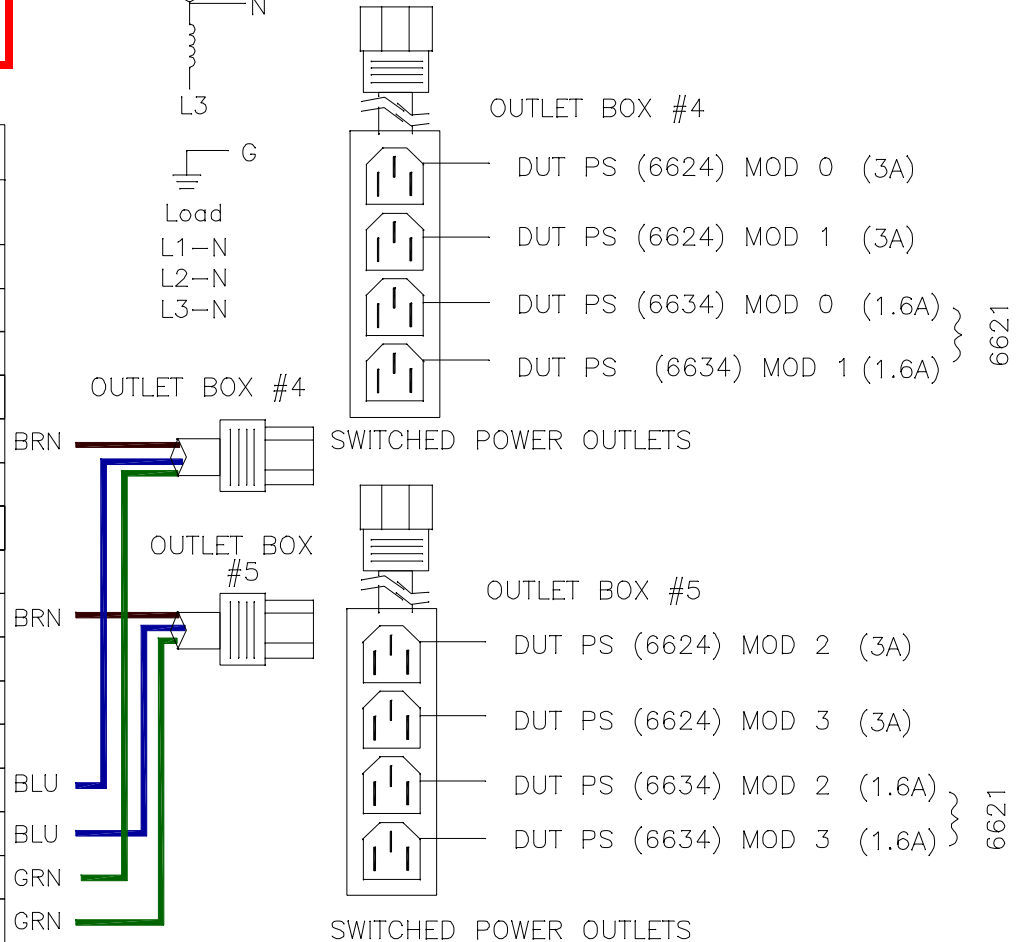 N
L3
G
Load
L1-N
L2-N
L3-N
OUTLET BOX #4
DUT PS (6624) MOD 0 (3A)
DUT PS (6624) MOD 1 (3A)
DUT PS (6634) MOD 0 (1.6A)
DUT PS (6634) MOD 1 (1.6A)
6621
SWITCHED POWER OUTLETS
OUTLET BOX #4
BRN
OUTLET BOX
#5
BRN
BLU
BLU
GRN
GRN
OUTLET BOX #5
DUT PS (6624) MOD 2 (3A)
DUT PS (6624) MOD 3 (3A)
DUT PS (6634) MOD 2 (1.6A)
DUT PS (6634) MOD 3 (1.6A)
6621
SWITCHED POWER OUTLETS